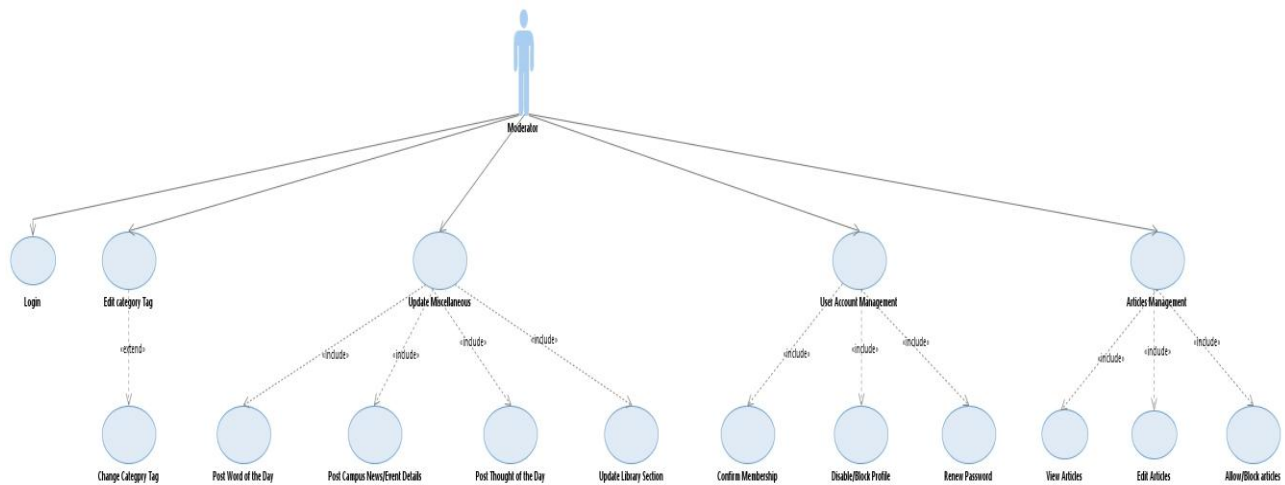 Moderator
Login
Edit category Tag
Update Miscellaneous
User Account Management
Articles Management
«extend»
«include»
«include»
«include»
«include»
«include»
«include»
«include»
«include»
«include»
«include»
Change Categpry Tag
Post Word of the Day
Post Campus News/Event Details
Post Thought of the Day
Update Library Section
Confirm Membership
Disable/Block Profile
Renew Password
View Articles
Edit Articles
Allow/Block articles